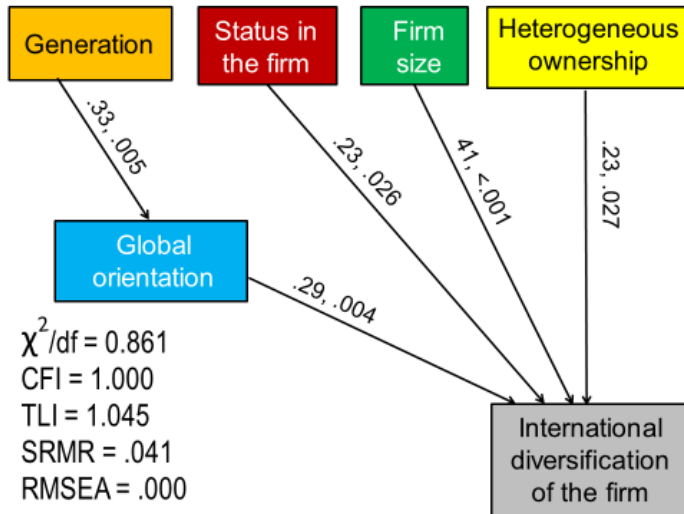 Generation
Status in
the firm
Firm
size
Heterogeneous
ownership
.33, .005
.23, .026
41, <.001
.23, .027
Global
orientation
.29, .004
χ²/df = 0.861
CFI = 1.000
TLI = 1.045
SRMR = .041
RMSEA = .000
International
diversification
of the firm